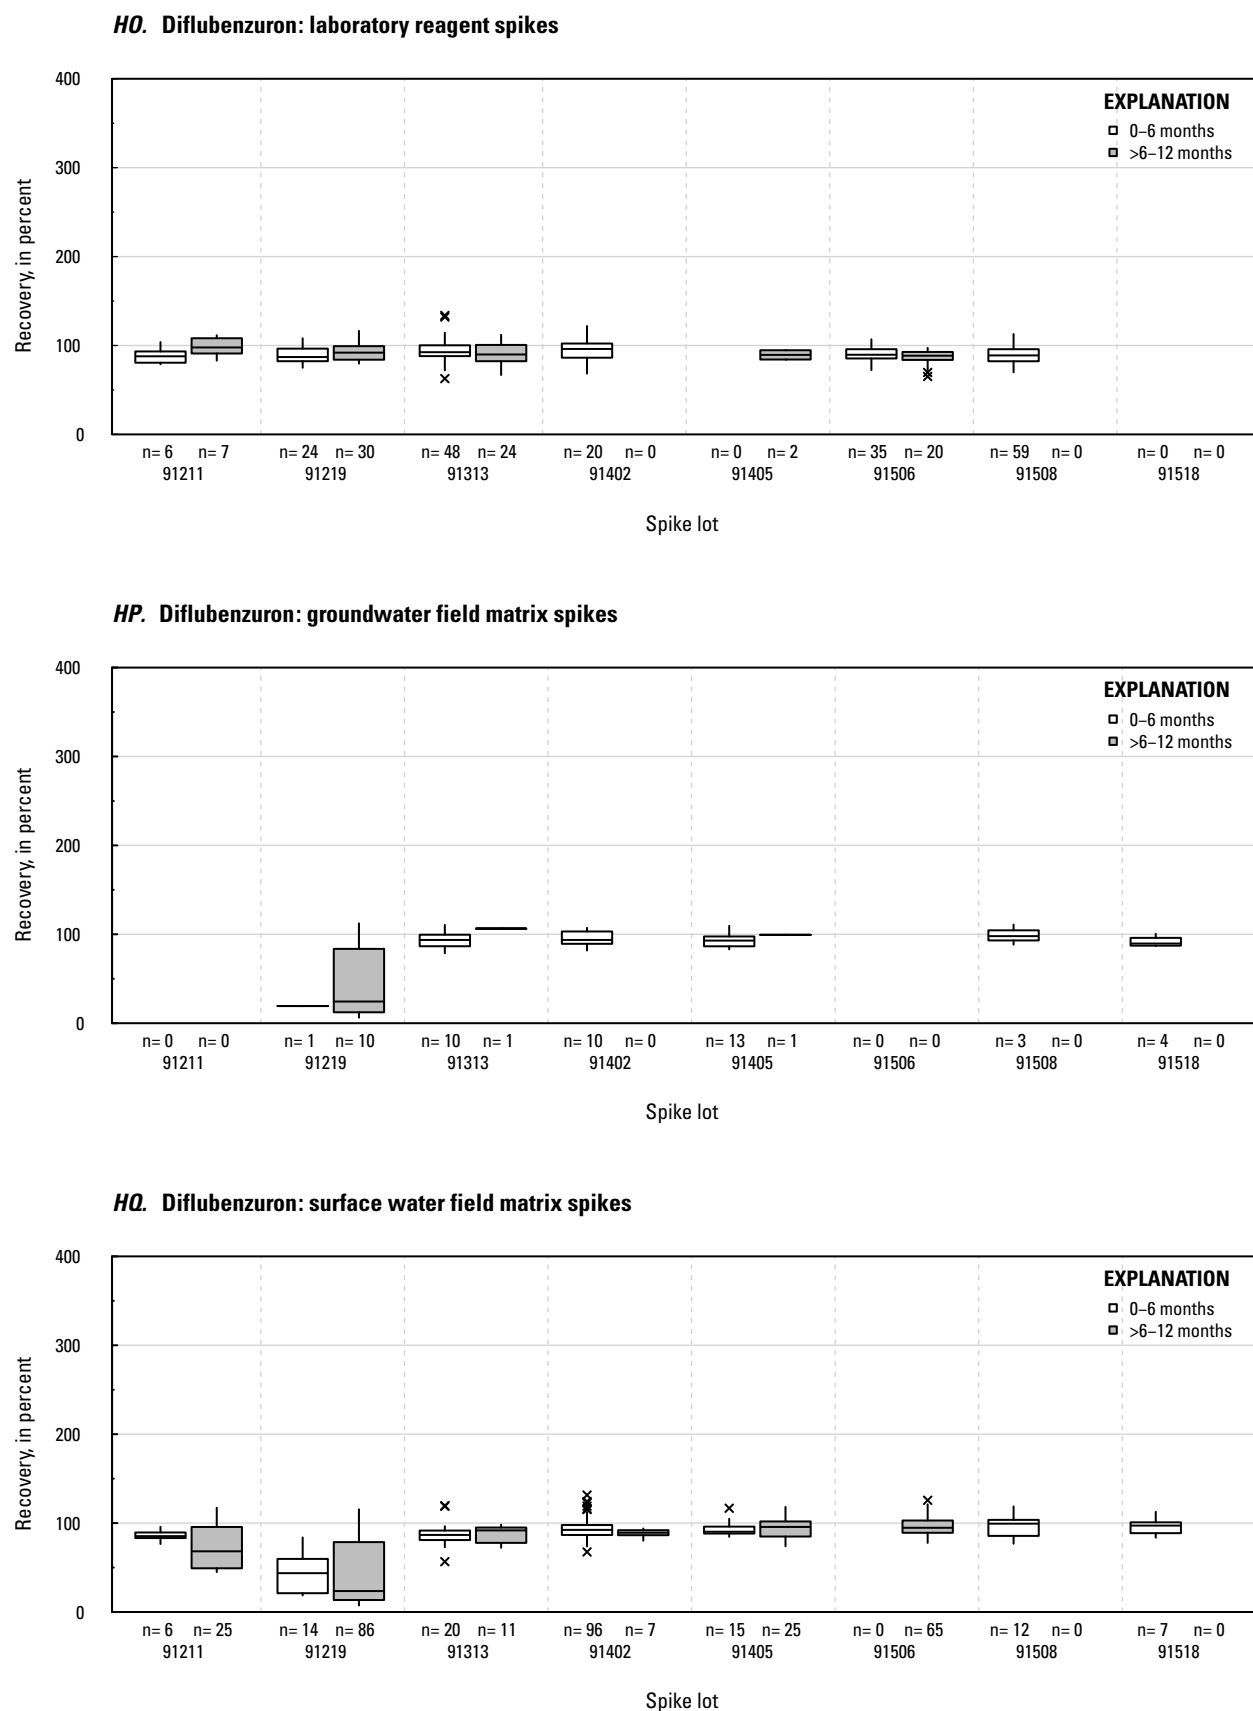 HO. Diflubenzuron: laboratory reagent spikes
400
300
200
100
0
Recovery, in percent
EXPLANATION
0–6 months
>6–12 months
n= 6 n= 7 n= 24 n= 30 n= 48 n= 24 n= 20 n= 0 n= 0 n= 2 n= 35 n= 20 n= 59 n= 0 n= 0 n= 0
91211 91219 91313 91402 91405 91506 91508 91518
Spike lot
HP. Diflubenzuron: groundwater field matrix spikes
400
300
200
100
0
Recovery, in percent
EXPLANATION
0–6 months
>6–12 months
n= 0 n= 0 n= 1 n= 10 n= 10 n= 1 n= 10 n= 0 n= 13 n= 1 n= 0 n= 0 n= 3 n= 0 n= 4 n= 0
91211 91219 91313 91402 91405 91506 91508 91518
Spike lot
HQ. Diflubenzuron: surface water field matrix spikes
400
300
200
100
0
Recovery, in percent
EXPLANATION
0–6 months
>6–12 months
n= 6 n= 25 n= 14 n= 86 n= 20 n= 11 n= 96 n= 7 n= 15 n= 25 n= 0 n= 65 n= 12 n= 0 n= 7 n= 0
91211 91219 91313 91402 91405 91506 91508 91518
Spike lot